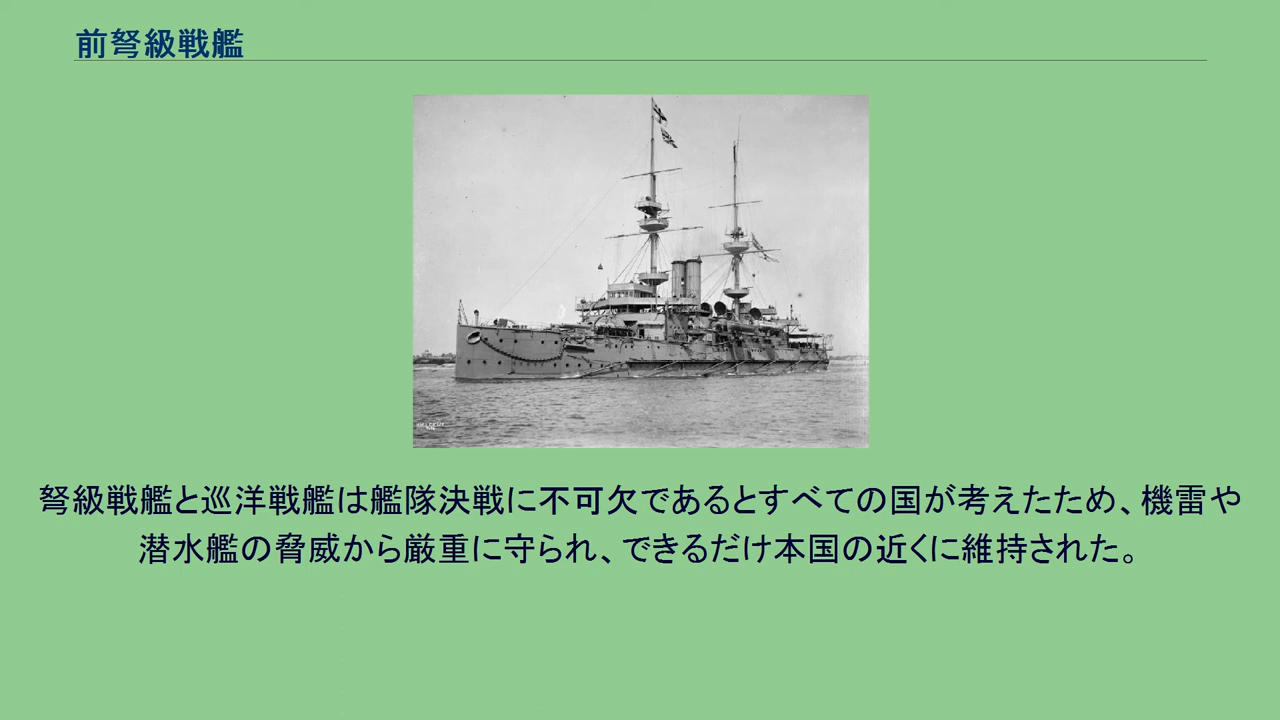 前弩級戦艦
弩級戦艦と巡洋戦艦は艦隊決戦に不可欠であるとすべての国が考えたため、機雷や
潜水艦の脅威から厳重に守られ、できるだけ本国の近くに維持された。